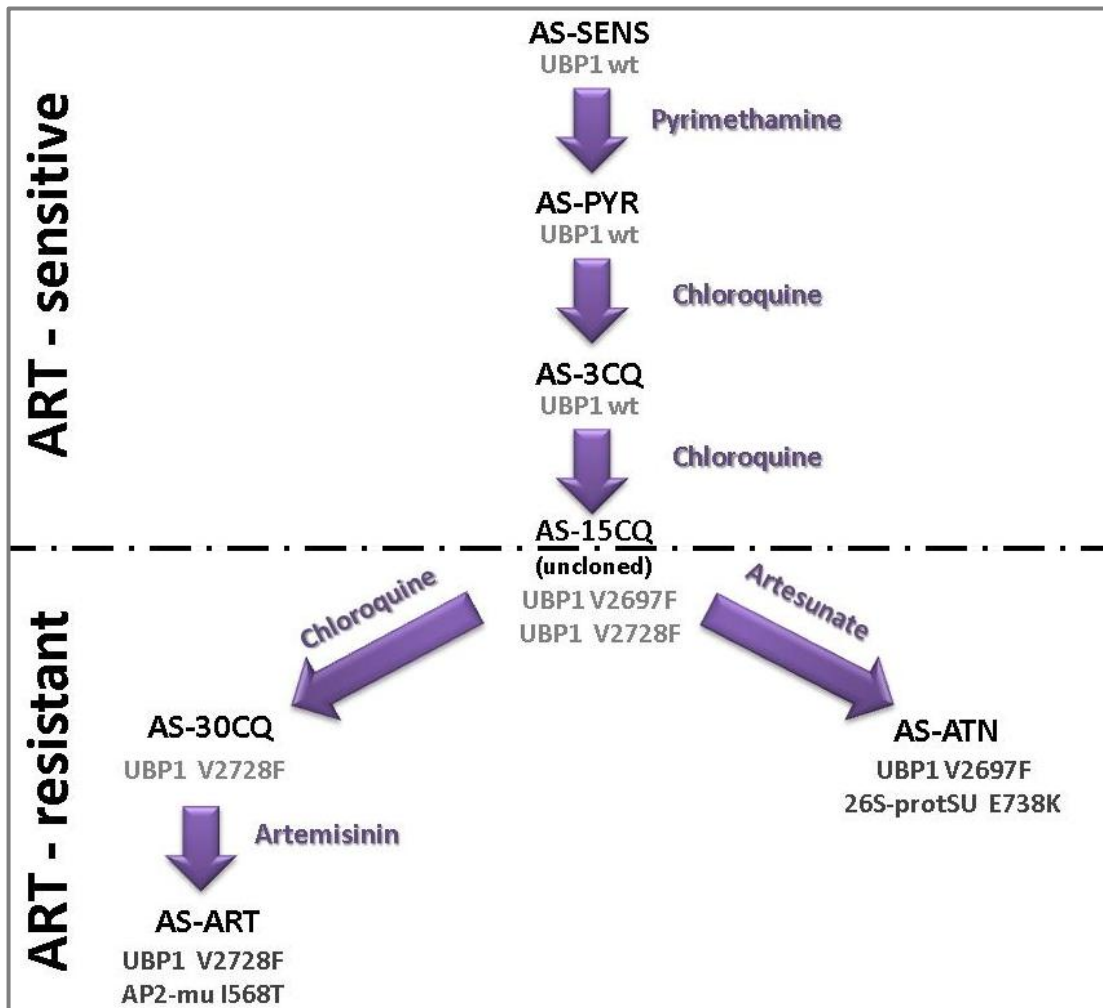 ART - sensitive
AS-SENS
UBP1 wt
Pyrimethamine
AS-PYR
UBP1 wt
Chloroquine
AS-3CQ
UBP1 wt
Chloroquine
AS-15CQ
(uncloned)
UBP1 V2697F
UBP1 V2728F
ART - resistant
Chloroquine
Artesunate
AS-30CQ
UBP1 V2728F
Artemisinin
AS-ART
UBP1 V2728F
AP2-mu I568T
AS-ATN
UBP1 V2697F
26S-protSU E738K